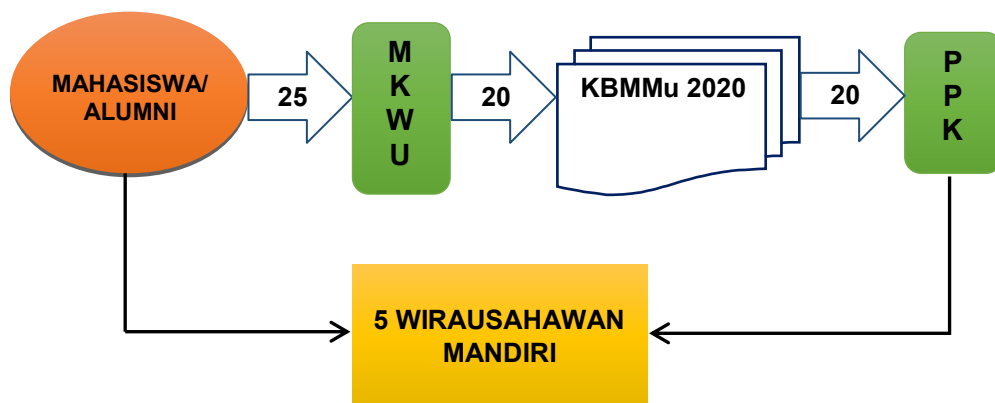 MAHASISWA/
ALUMNI
25
M
K
W
U
20
KBMMu 2020
20
P
P
K
5 WIRAUSAHAWAN
MANDIRI